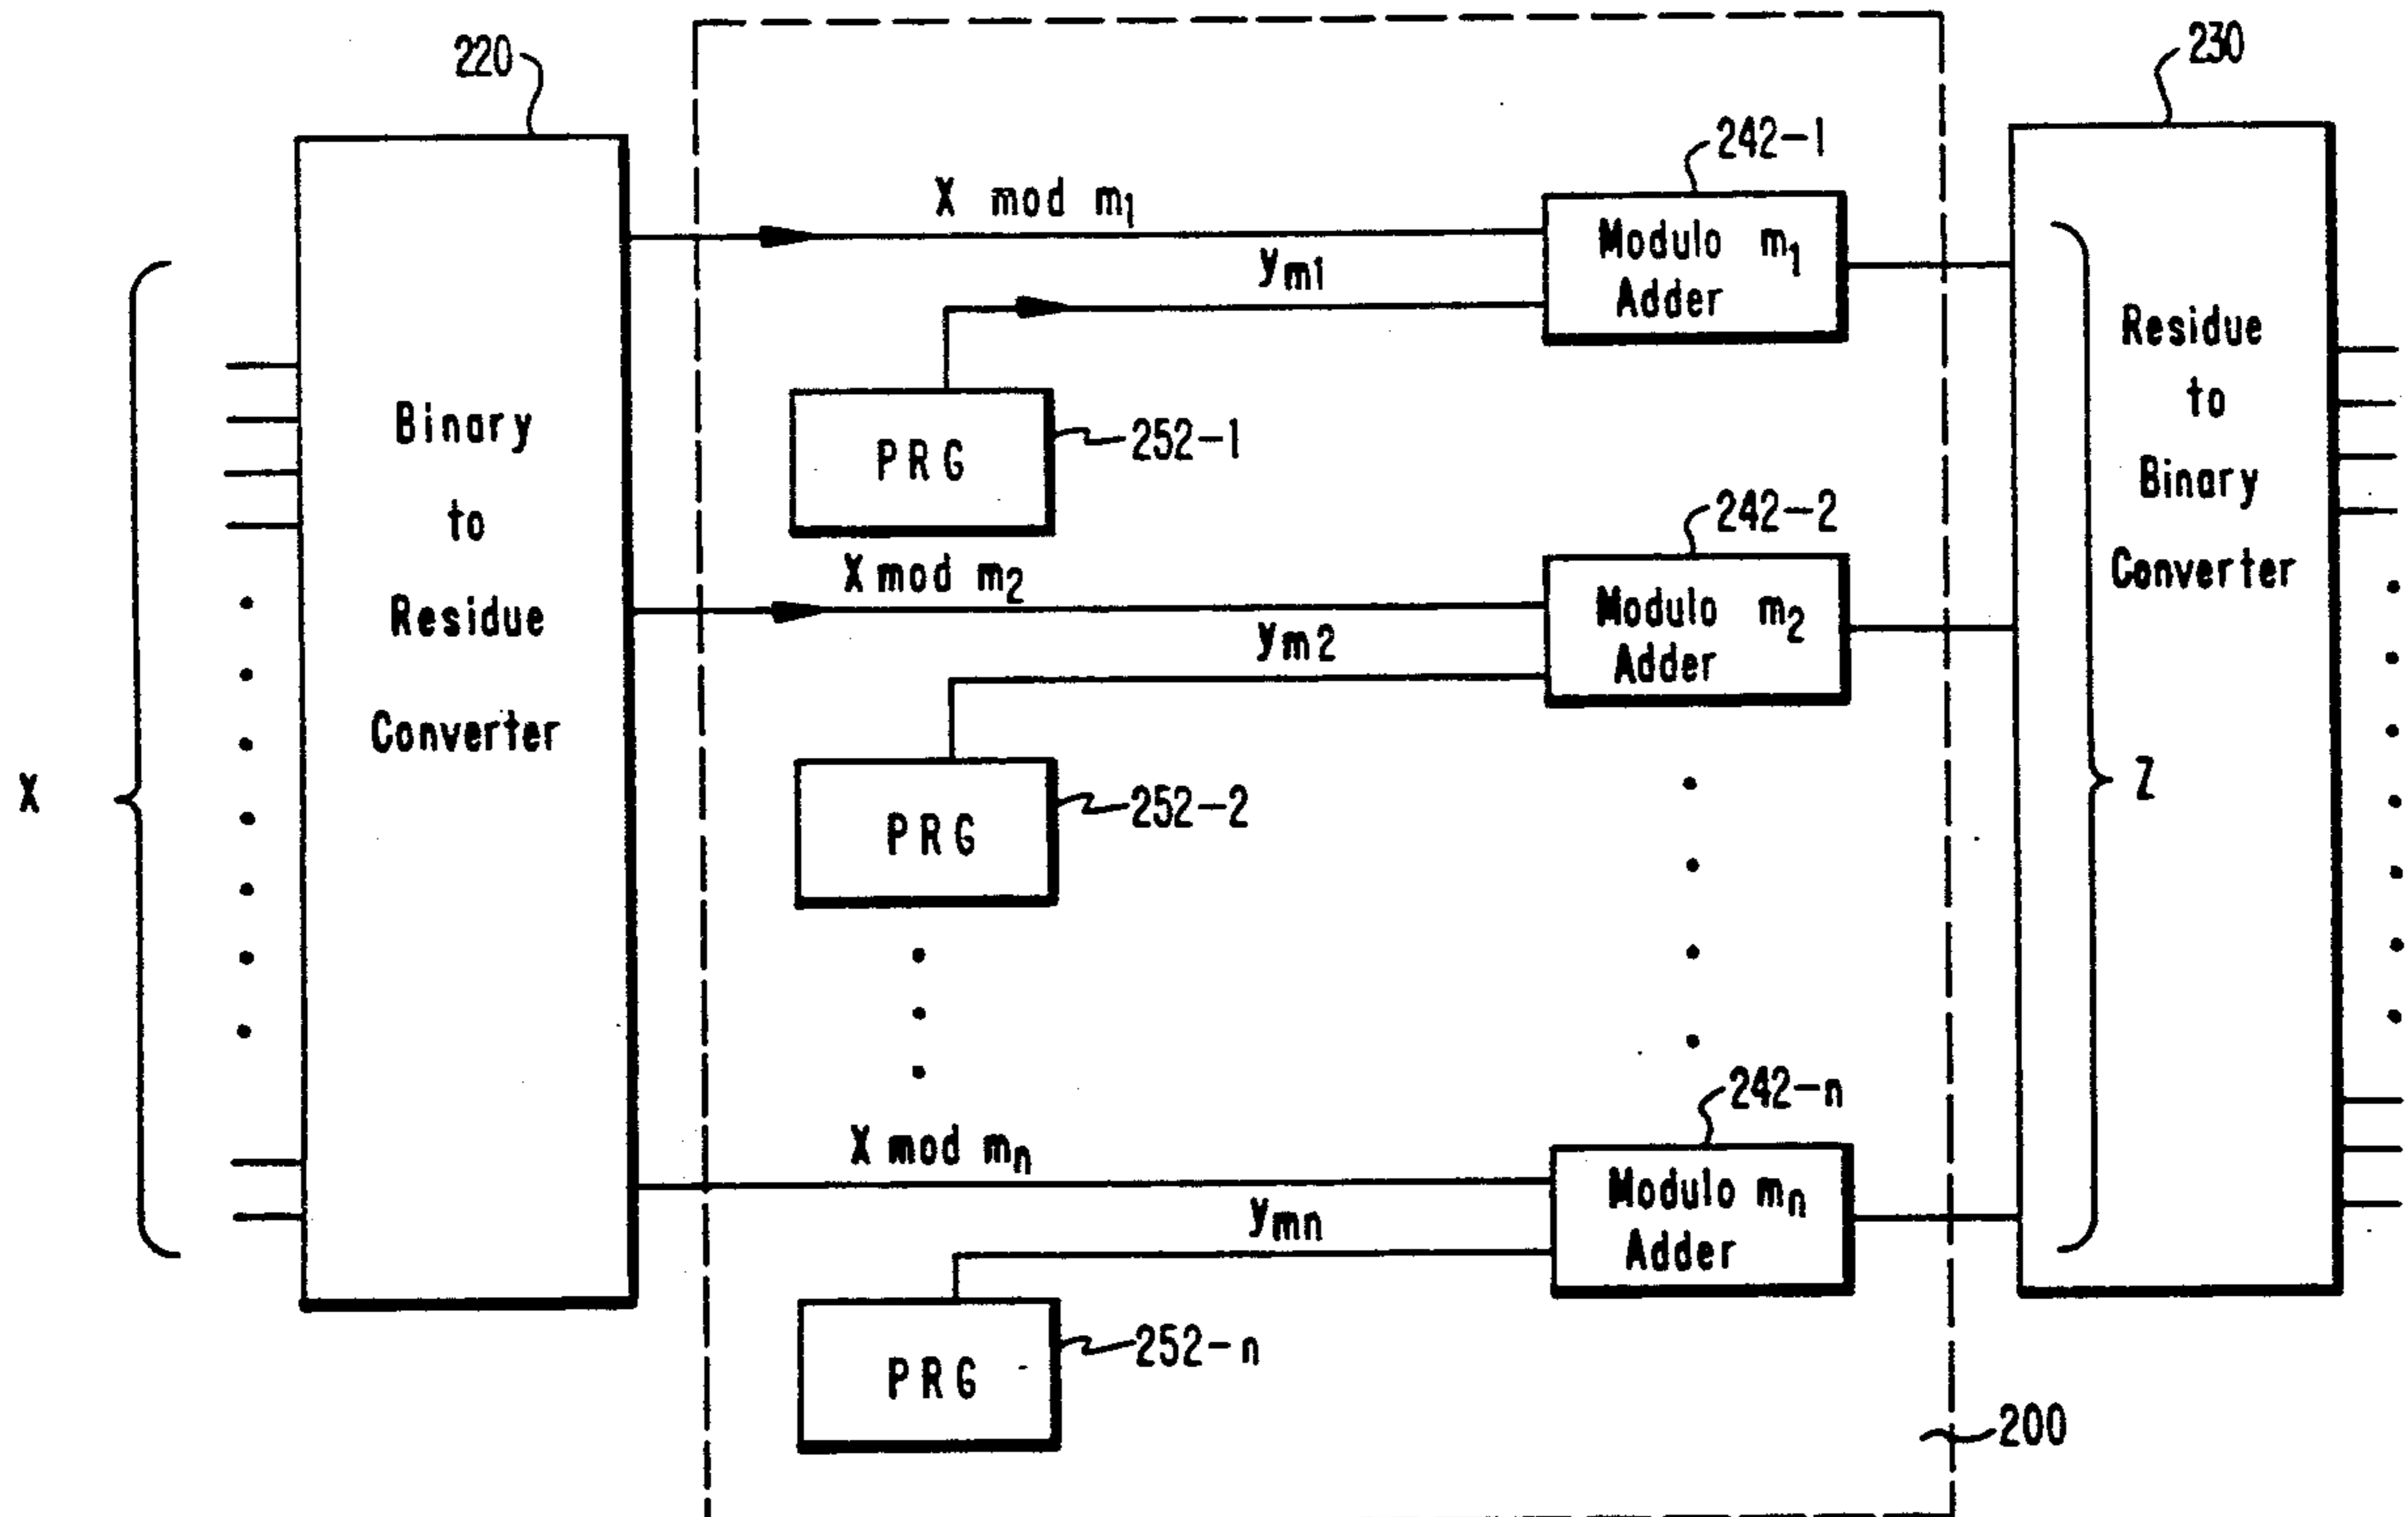 220
230
242-1
X mod m1
Modulo m1
Adder
ym1
Residue
to
Binary
Converter
Binary
to
Residue
Converter
PRG
252-1
242-2
X mod m2
Modulo m2
Adder
ym2
X
Z
PRG
252-2
242-n
X mod mn
Modulo mn
Adder
ymn
PRG
252-n
200